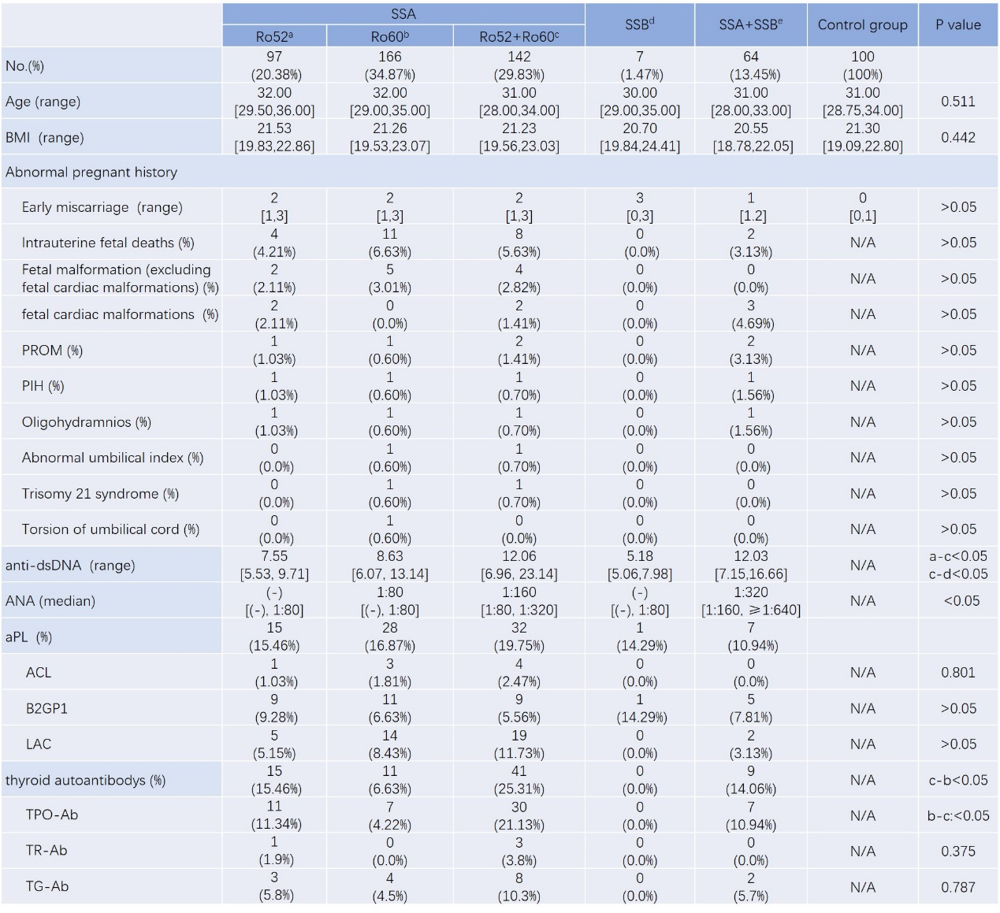 SSA SSBᵈ SSA+SSBᵉ Control group P value
Ro52ᵃ Ro60ᵇ Ro52+Ro60ᶜ
No.(%) 97 166 142 7 64 100
(20.38%) (34.87%) (29.83%) (1.47%) (13.45%) (100%)
Age (range) 32.00 32.00 31.00 30.00 31.00 31.00 0.511
[29.50,36.00] [29.00,35.00] [28.00,34.00] [29.00,35.00] [28.00,33.00] [28.75,34.00]
BMI (range) 21.53 21.26 21.23 20.70 20.55 21.30 0.442
[19.83,22.86] [19.53,23.07] [19.56,23.03] [19.84,24.41] [18.78,22.05] [19.09,22.80]
Abnormal pregnant history
Early miscarriage (range) 2 2 2 3 1 0 >0.05
[1,3] [1,3] [1,3] [0,3] [1.2] [0,1]
Intrauterine fetal deaths (%) 4 11 8 0 2 N/A >0.05
(4.21%) (6.63%) (5.63%) (0.0%) (3.13%)
Fetal malformation (excluding 2 5 4 0 0 N/A >0.05
fetal cardiac malformations) (%) (2.11%) (3.01%) (2.82%) (0.0%) (0.0%)
fetal cardiac malformations (%) 2 0 2 0 3 N/A >0.05
(2.11%) (0.0%) (1.41%) (0.0%) (4.69%)
PROM (%) 1 1 2 0 2 N/A >0.05
(1.03%) (0.60%) (1.41%) (0.0%) (3.13%)
PIH (%) 1 1 1 0 1 N/A >0.05
(1.03%) (0.60%) (0.70%) (0.0%) (1.56%)
Oligohydramnios (%) 1 1 1 0 1 N/A >0.05
(1.03%) (0.60%) (0.70%) (0.0%) (1.56%)
Abnormal umbilical index (%) 0 1 1 0 0 N/A >0.05
(0.0%) (0.60%) (0.70%) (0.0%) (0.0%)
Trisomy 21 syndrome (%) 0 1 1 0 0 N/A >0.05
(0.0%) (0.60%) (0.70%) (0.0%) (0.0%)
Torsion of umbilical cord (%) 0 1 0 0 0 N/A >0.05
(0.0%) (0.60%) (0.0%) (0.0%) (0.0%)
anti-dsDNA (range) 7.55 8.63 12.06 5.18 12.03 N/A a-c<0.05
[5.53, 9.71] [6.07, 13.14] [6.96, 23.14] [5.06,7.98] [7.15,16.66] c-d<0.05
ANA (median) (-) 1:80 1:160 (-) 1:320 N/A <0.05
[(-), 1:80] [(-), 1:80] [1:80, 1:320] [(-), 1:80] [1:160, ≥1:640]
aPL (%) 15 28 32 1 7
(15.46%) (16.87%) (19.75%) (14.29%) (10.94%)
ACL 1 3 4 0 0 N/A 0.801
(1.03%) (1.81%) (2.47%) (0.0%) (0.0%)
B2GP1 9 11 9 1 5 N/A >0.05
(9.28%) (6.63%) (5.56%) (14.29%) (7.81%)
LAC 5 14 19 0 2 N/A >0.05
(5.15%) (8.43%) (11.73%) (0.0%) (3.13%)
thyroid autoantibodys (%) 15 11 41 0 9 N/A c-b<0.05
(15.46%) (6.63%) (25.31%) (0.0%) (14.06%)
TPO-Ab 11 7 30 0 7 N/A b-c:<0.05
(11.34%) (4.22%) (21.13%) (0.0%) (10.94%)
TR-Ab 1 0 3 0 0 N/A 0.375
(1.9%) (0.0%) (3.8%) (0.0%) (0.0%)
TG-Ab 3 4 8 0 2 N/A 0.787
(5.8%) (4.5%) (10.3%) (0.0%) (5.7%)